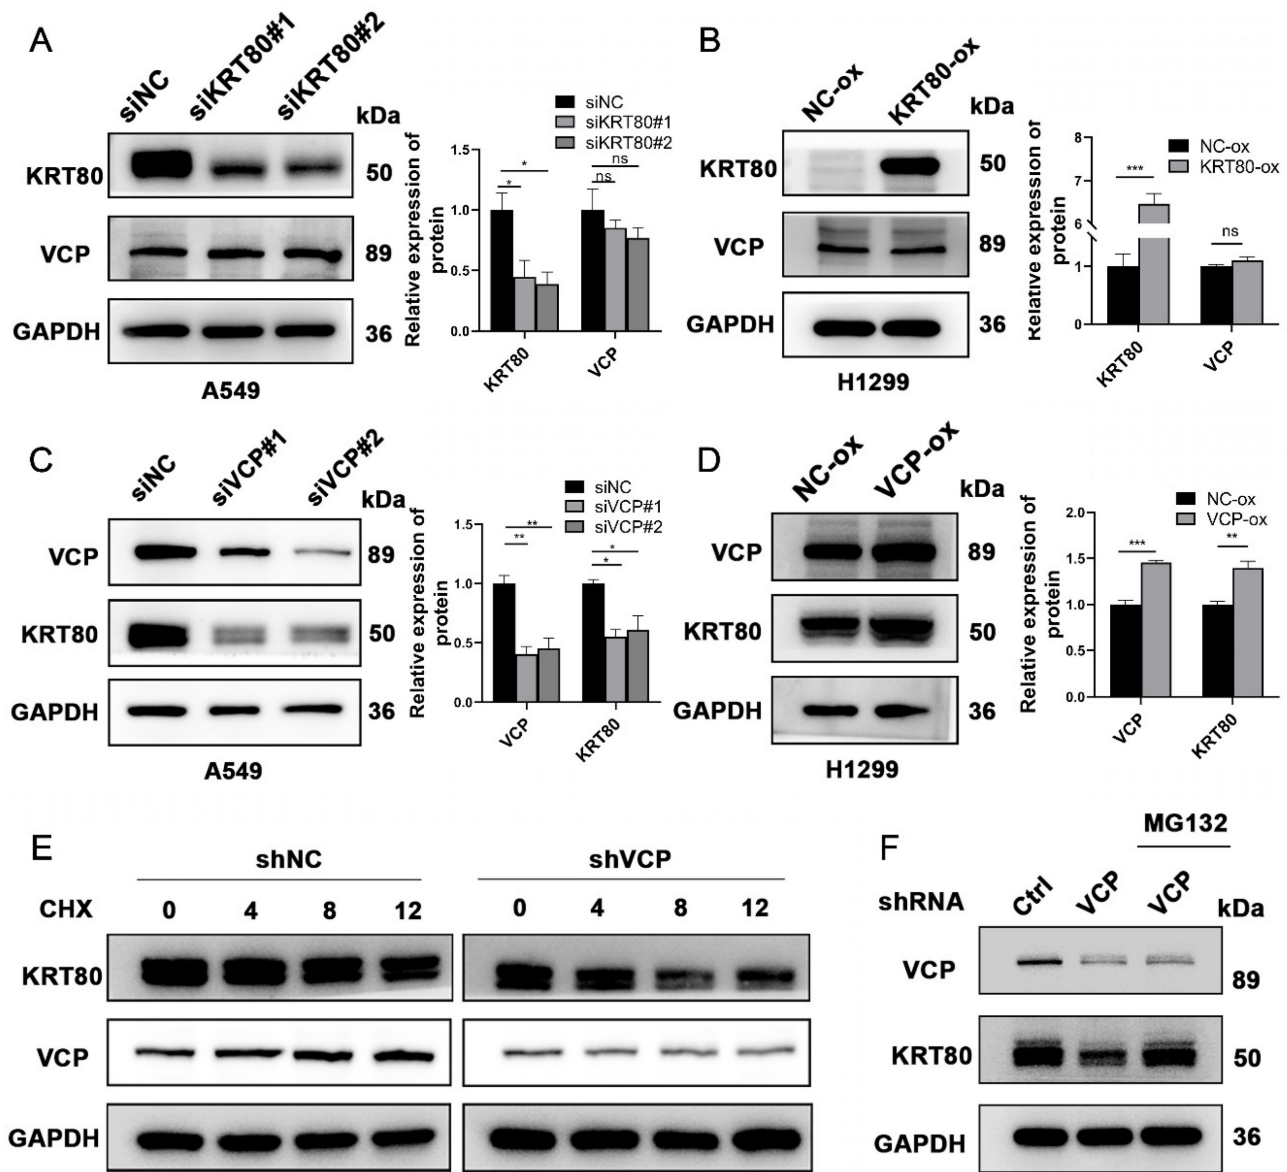 A
siNC
siKRT80#1
siKRT80#2
kDa
KRT80
50
VCP
89
GAPDH
36
A549
siNC
siKRT80#1
siKRT80#2
Relative expression of
protein
1.5
1.0
0.5
0.0
*
*
ns
ns
KRT80
VCP
B
NC-ox
KRT80-ox
kDa
KRT80
50
VCP
89
GAPDH
36
H1299
NC-ox
KRT80-ox
Relative expression of
protein
8
7
6
1
0
***
ns
KRT80
VCP
C
siNC
siVCP#1
siVCP#2
kDa
VCP
89
KRT80
50
GAPDH
36
A549
siNC
siVCP#1
siVCP#2
Relative expression of
protein
1.5
1.0
0.5
0.0
**
**
*
*
VCP
KRT80
D
NC-ox
VCP-ox
kDa
VCP
89
KRT80
50
GAPDH
36
H1299
NC-ox
VCP-ox
Relative expression of
protein
2.0
1.5
1.0
0.5
0.0
***
**
VCP
KRT80
E
shNC
shVCP
CHX
0 4 8 12
0 4 8 12
KRT80
VCP
GAPDH
F
MG132
shRNA
Ctrl
VCP
VCP
kDa
VCP
89
KRT80
50
GAPDH
36